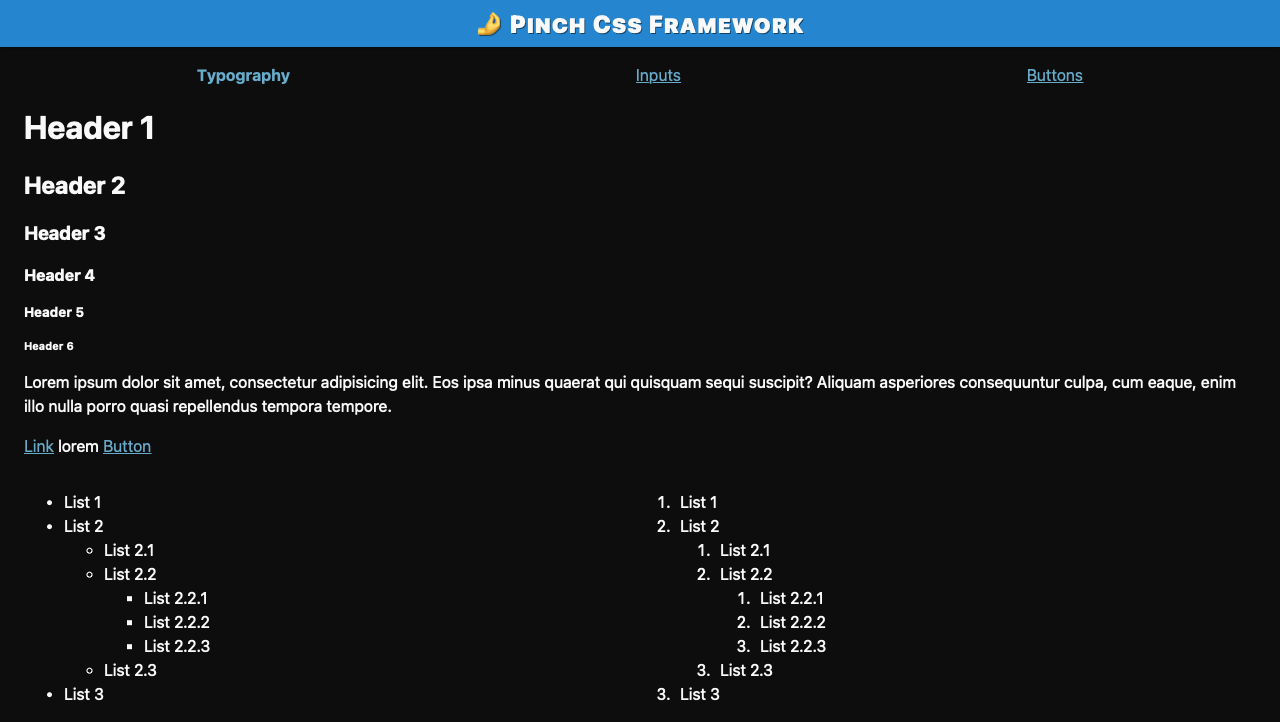 🤌 Pinch Css Framework
Typography Inputs Buttons
Header 1
Header 2
Header 3
Header 4
Header 5
Header 6
Lorem ipsum dolor sit amet, consectetur adipisicing elit. Eos ipsa minus quaerat qui quisquam sequi suscipit? Aliquam asperiores consequuntur culpa, cum eaque, enim
illo nulla porro quasi repellendus tempora tempore.
Link lorem Button
• List 1
• List 2
◦ List 2.1
◦ List 2.2
▪ List 2.2.1
▪ List 2.2.2
▪ List 2.2.3
◦ List 2.3
• List 3
1. List 1
2. List 2
1. List 2.1
2. List 2.2
1. List 2.2.1
2. List 2.2.2
3. List 2.2.3
3. List 2.3
3. List 3